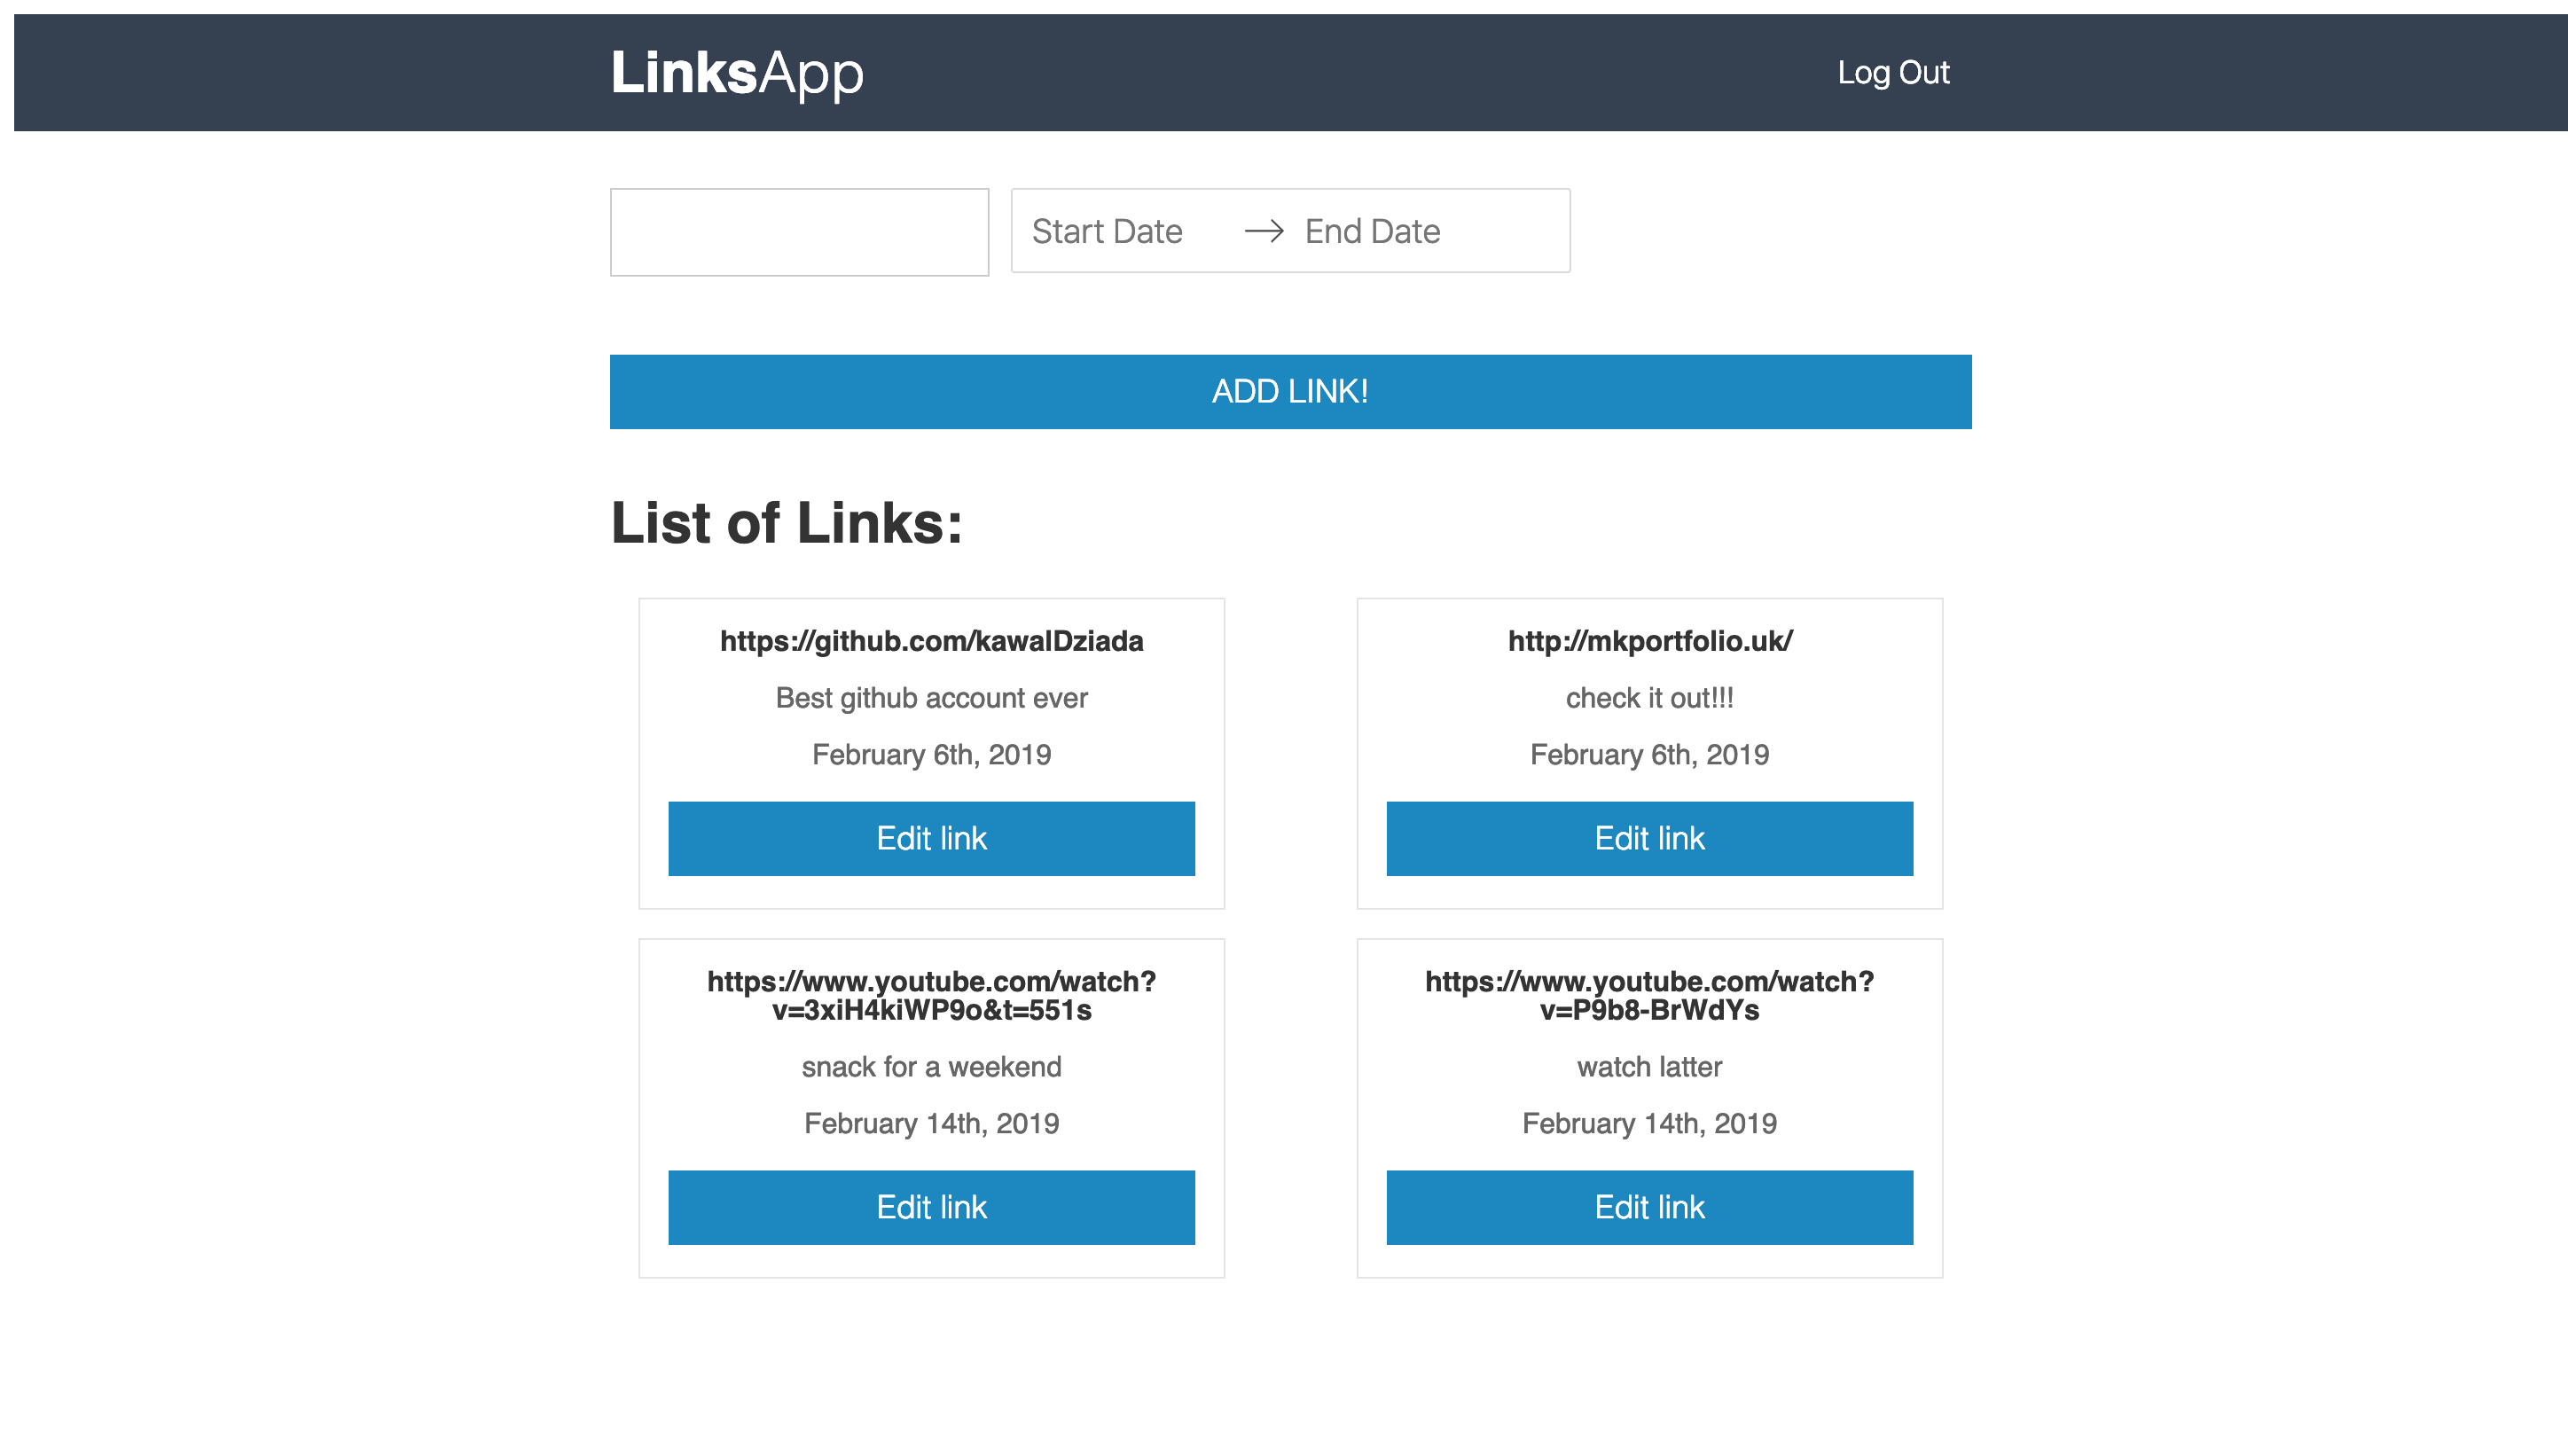 LinksApp
Log Out
Start Date → End Date
ADD LINK!
List of Links:
https://github.com/kawalDziada
Best github account ever
February 6th, 2019
Edit link
http://mkportfolio.uk/
check it out!!!
February 6th, 2019
Edit link
https://www.youtube.com/watch?
v=3xiH4kiWP9o&t=551s
snack for a weekend
February 14th, 2019
Edit link
https://www.youtube.com/watch?
v=P9b8-BrWdYs
watch latter
February 14th, 2019
Edit link